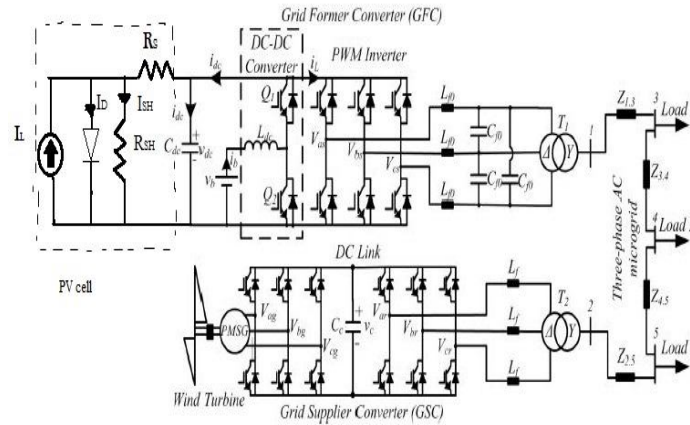 Grid Former Converter (GFC)
DC-DC
Converter
PWM Inverter
Rs
idc
iL
Q1
IL
ID
ISH
RSH
idc
Cdc
+
vdc
-
Ldc
ib
vb
Q2
Vas
Vbs
Vcs
Lf0
Lf0
Lf0
Cf0
Cf0
Cf0
T1
Δ Y
1
Z1.3
3
Load
Z3.4
4
Load
Z4.5
5
Load
Z2.5
Three-phase AC
microgrid
PV cell
DC Link
PMSG
Vag
Vbg
Vcg
Cc
+
vc
-
Var
Vbr
Vcr
Lf
Lf
Lf
T2
Δ Y
2
Wind Turbine
Grid Supplier Converter (GSC)